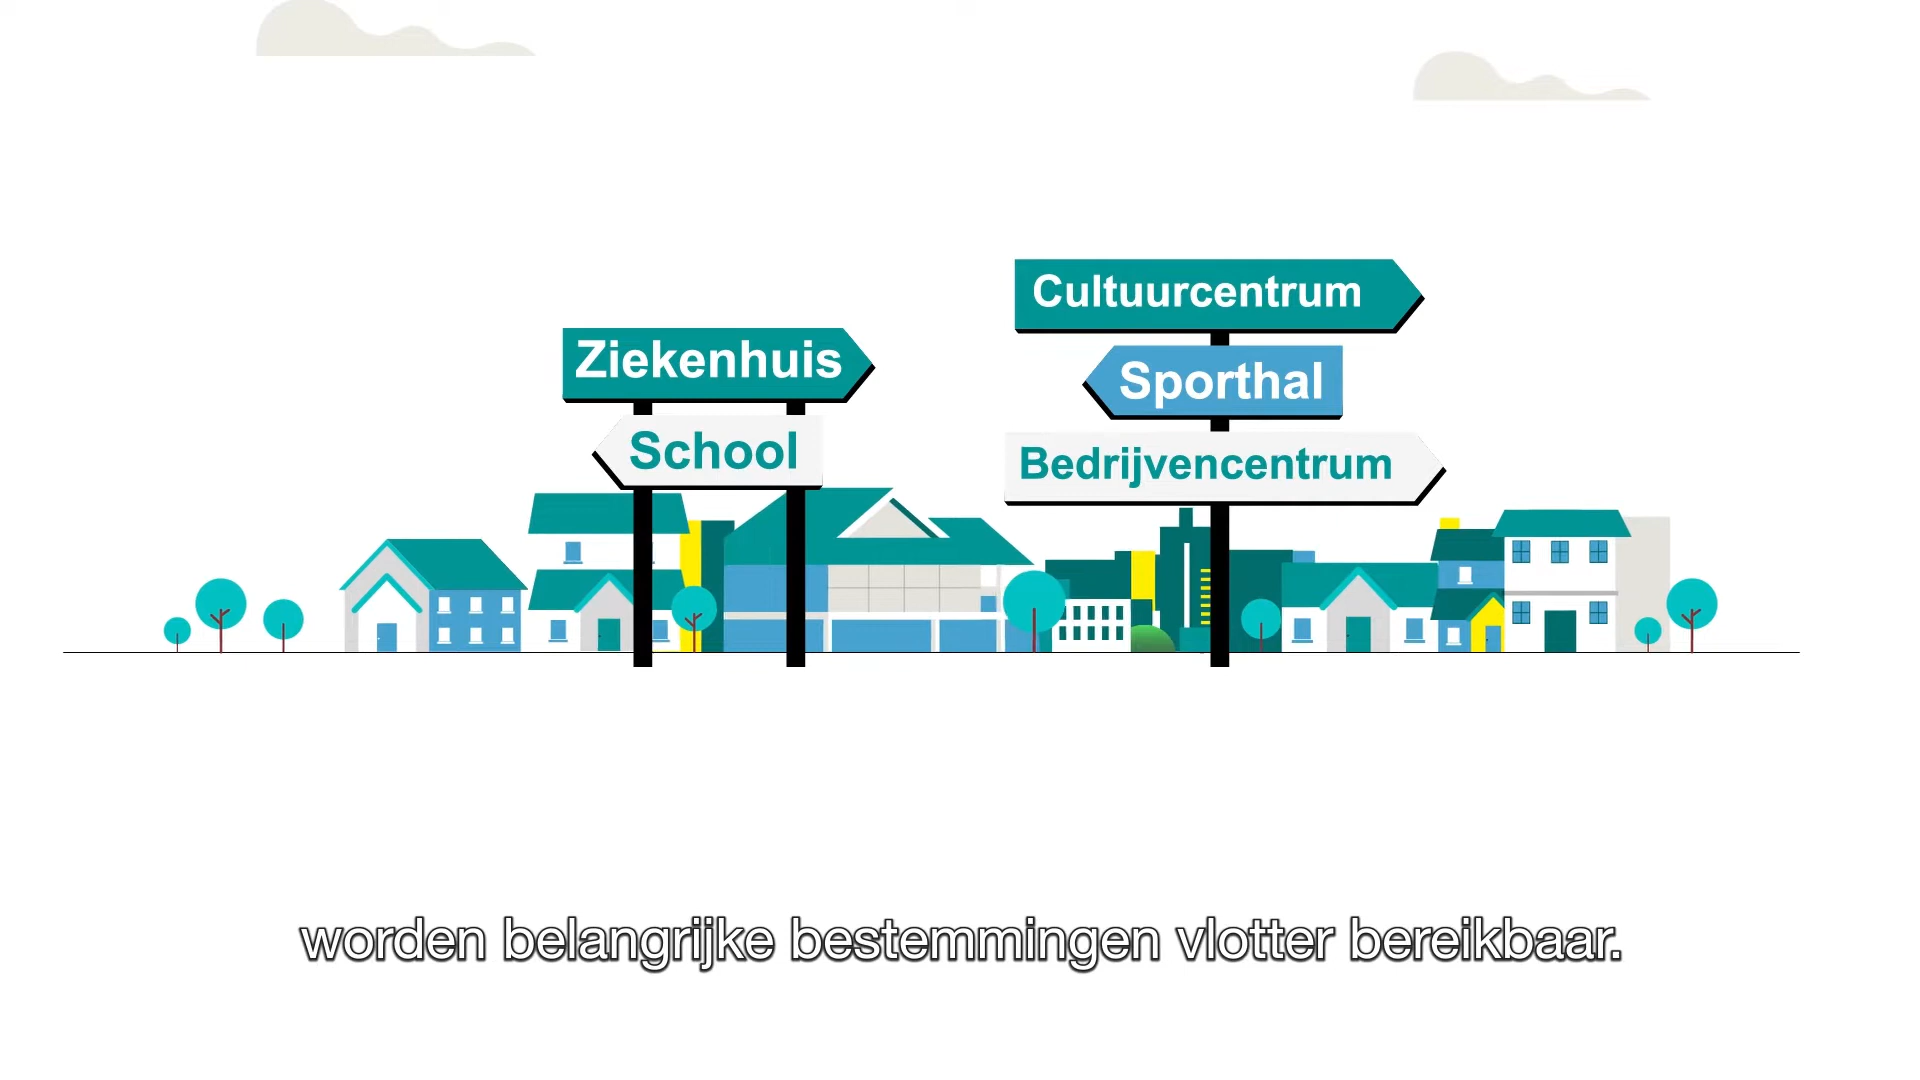 Ziekenhuis
School
Cultuurcentrum
Sporthal
Bedrijvencentrum
worden belangrijke bestemmingen vlotter bereikbaar.